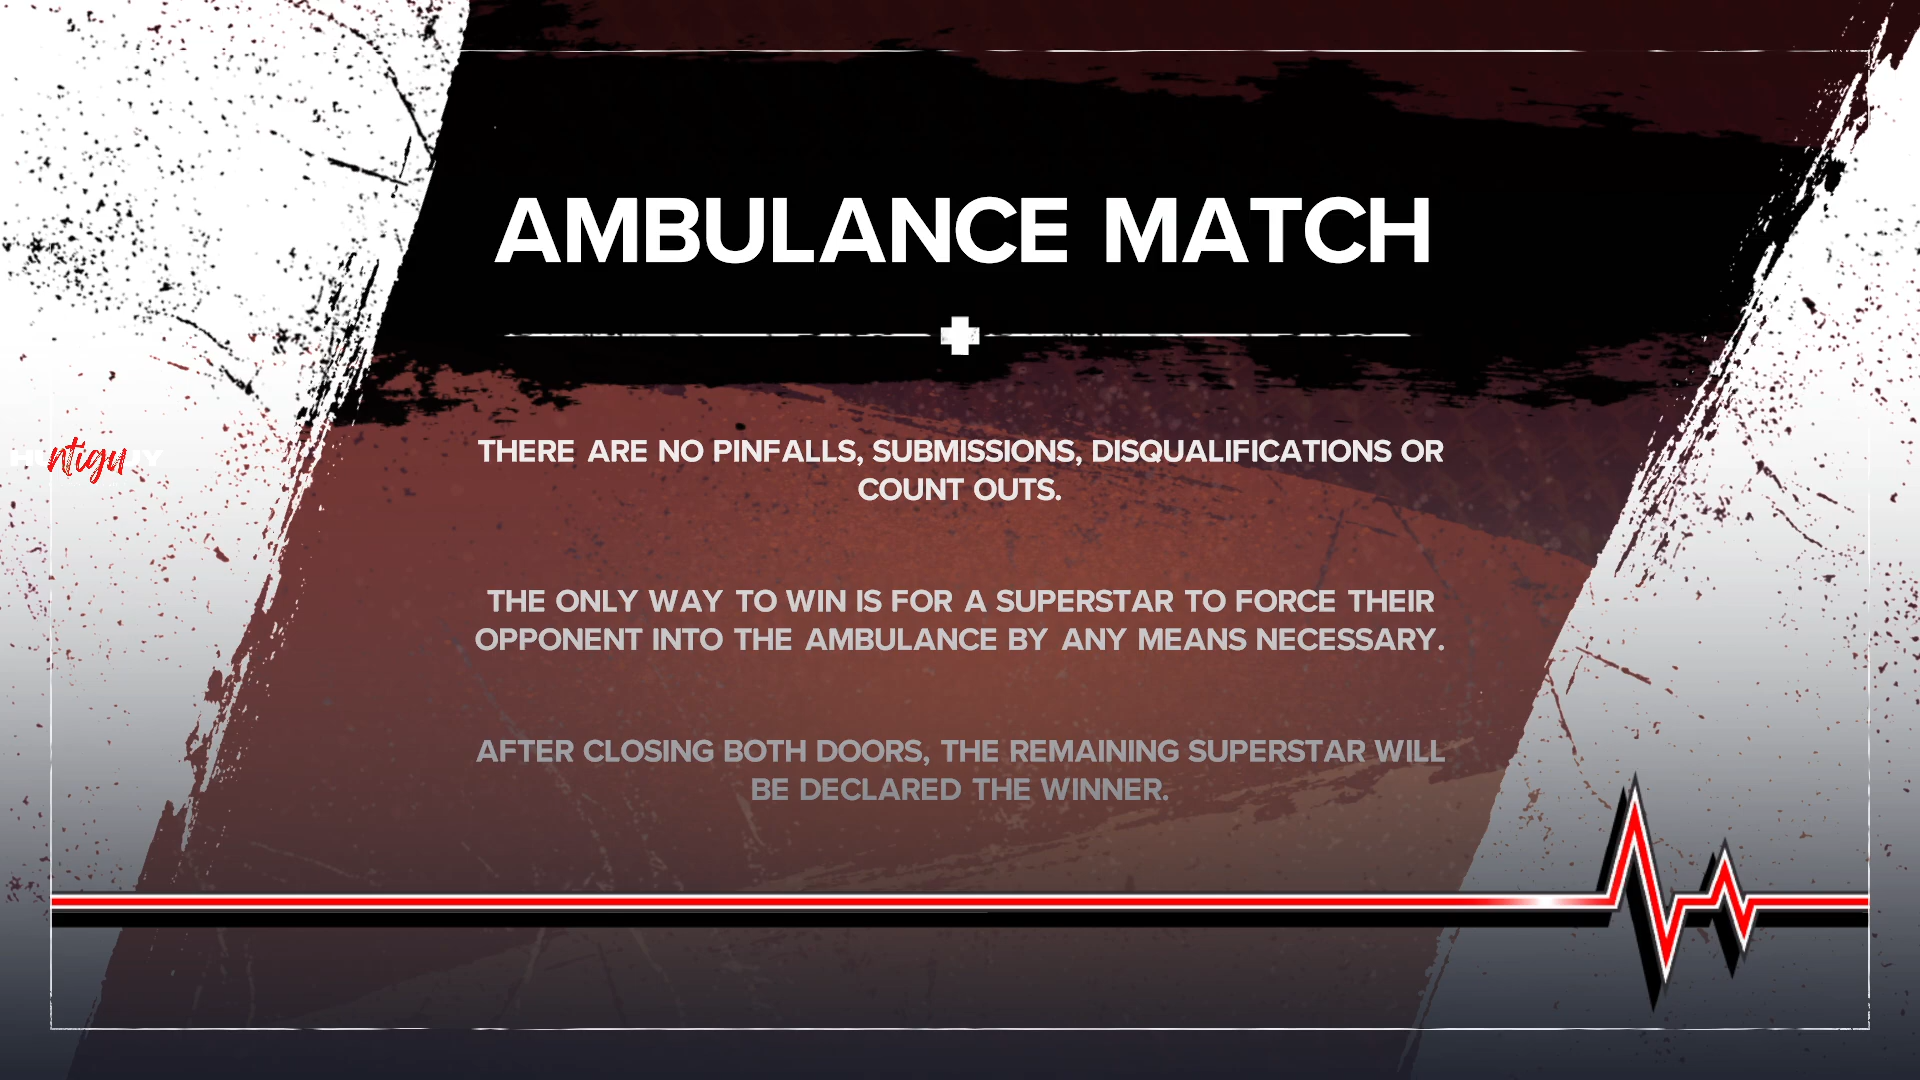 AMBULANCE MATCH
THERE ARE NO PINFALLS, SUBMISSIONS, DISQUALIFICATIONS OR
COUNT OUTS.
THE ONLY WAY TO WIN IS FOR A SUPERSTAR TO FORCE THEIR
OPPONENT INTO THE AMBULANCE BY ANY MEANS NECESSARY.
AFTER CLOSING BOTH DOORS, THE REMAINING SUPERSTAR WILL
BE DECLARED THE WINNER.
ntigu